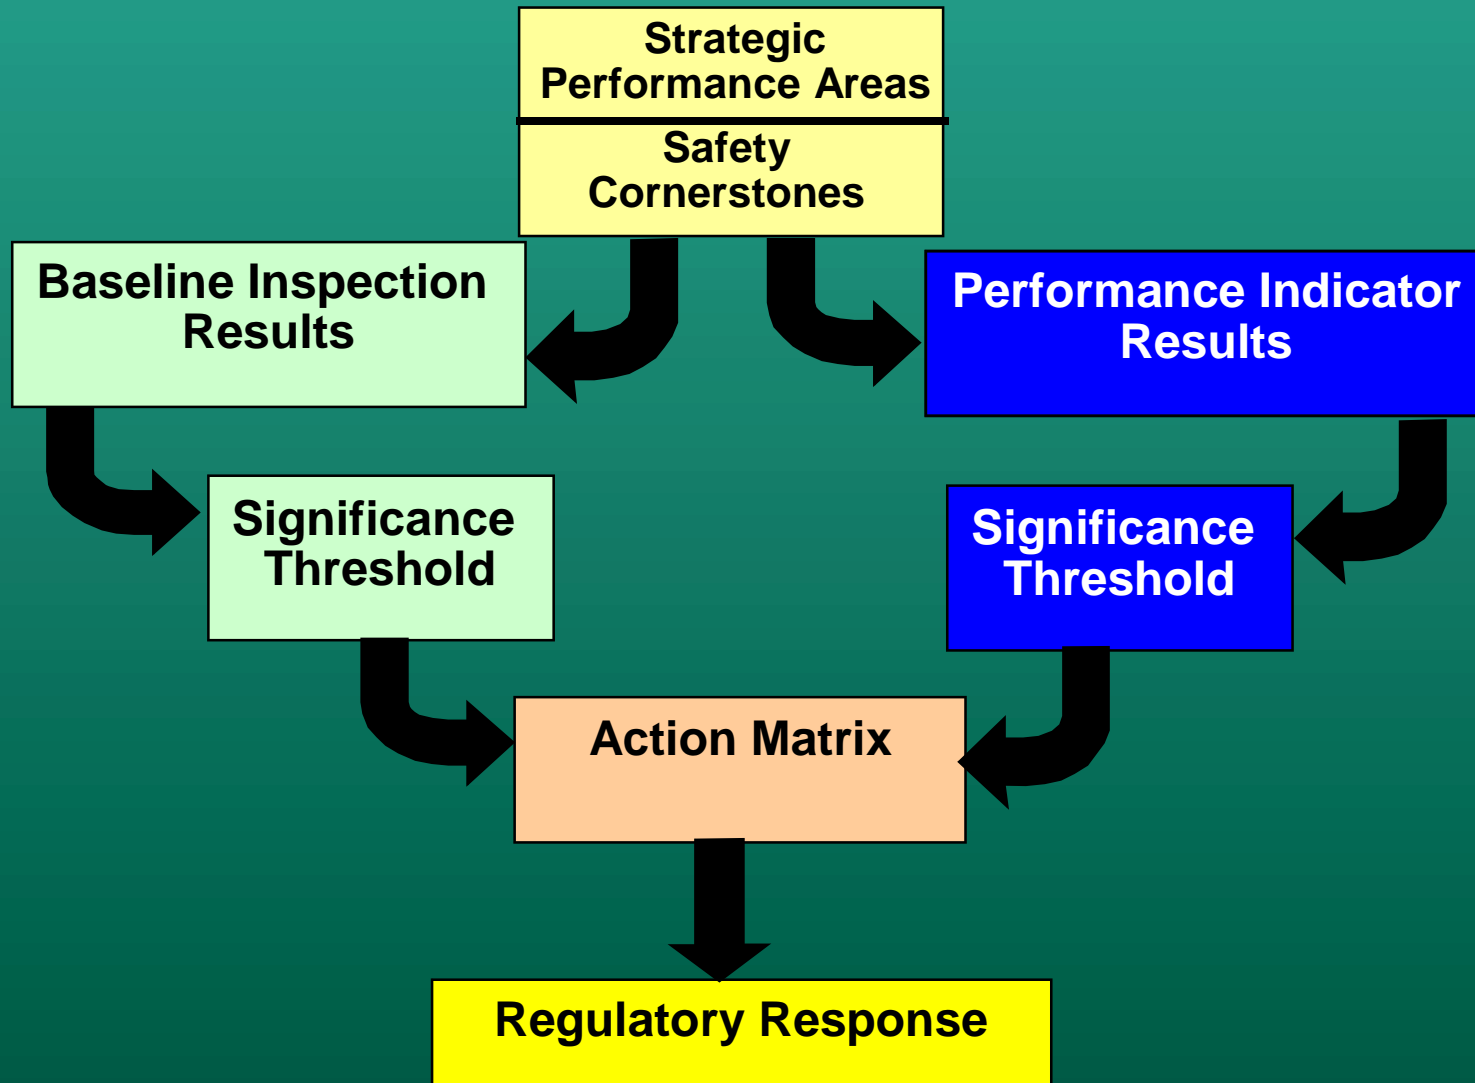 Strategic
Performance Areas
Safety
Cornerstones
Baseline Inspection
Results
Performance Indicator
Results
Significance
Threshold
Significance
Threshold
Action Matrix
Regulatory Response